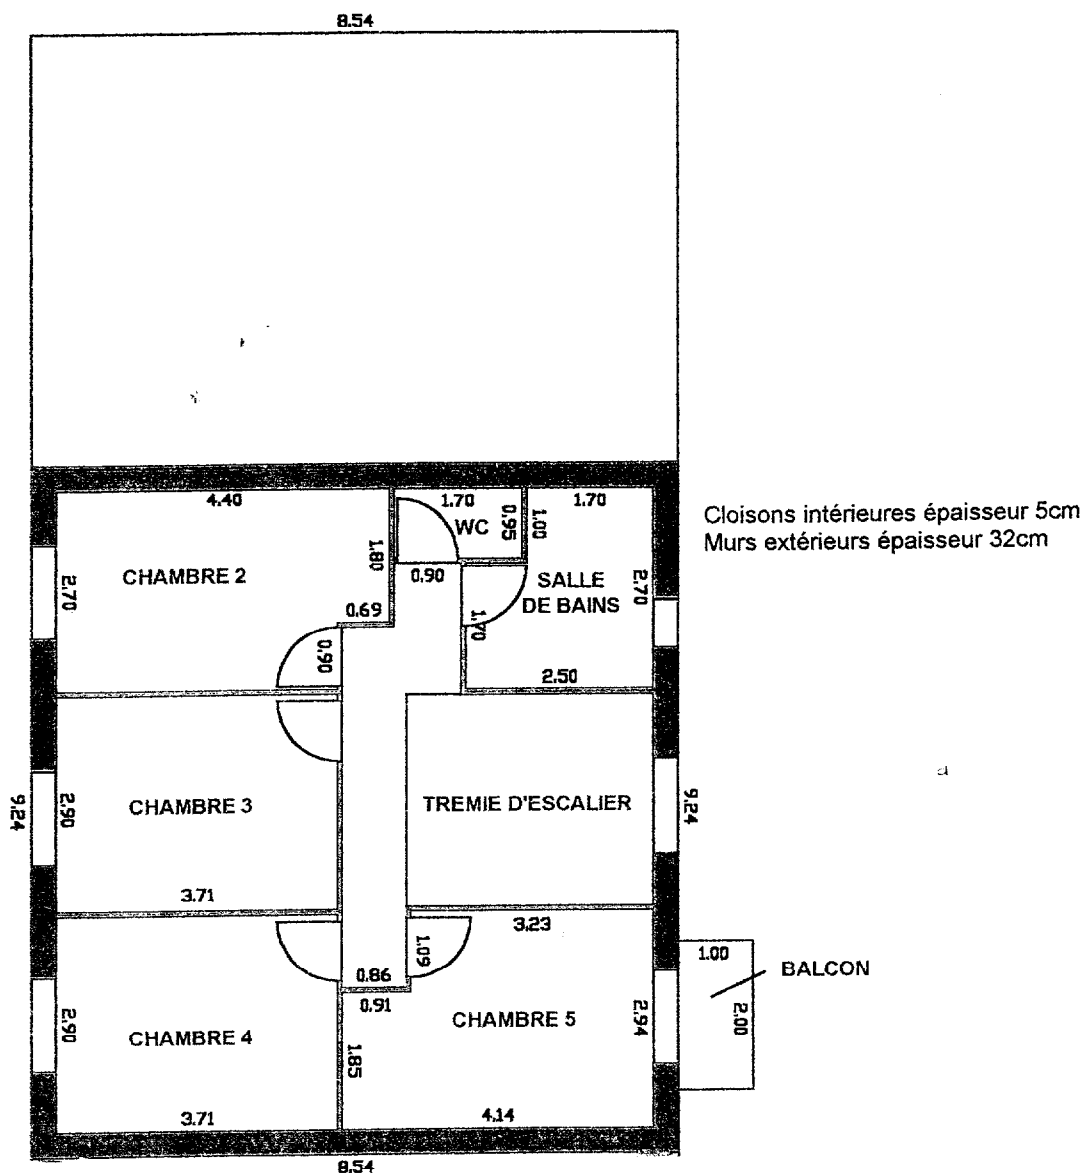 8.54
4.40
1.70
1.70
WC
0.95
1.00
Cloisons intérieures épaisseur 5cm
Murs extérieurs épaisseur 32cm
CHAMBRE 2
1.80
0.90
SALLE
DE BAINS
2.70
2.70
0.69
1.70
0.90
2.50
CHAMBRE 3
TREMIE D'ESCALIER
9.24
2.90
9.24
3.71
3.23
1.09
1.00
BALCON
0.86
0.91
CHAMBRE 4
2.90
CHAMBRE 5
2.94
2.00
1.85
3.71
4.14
8.54